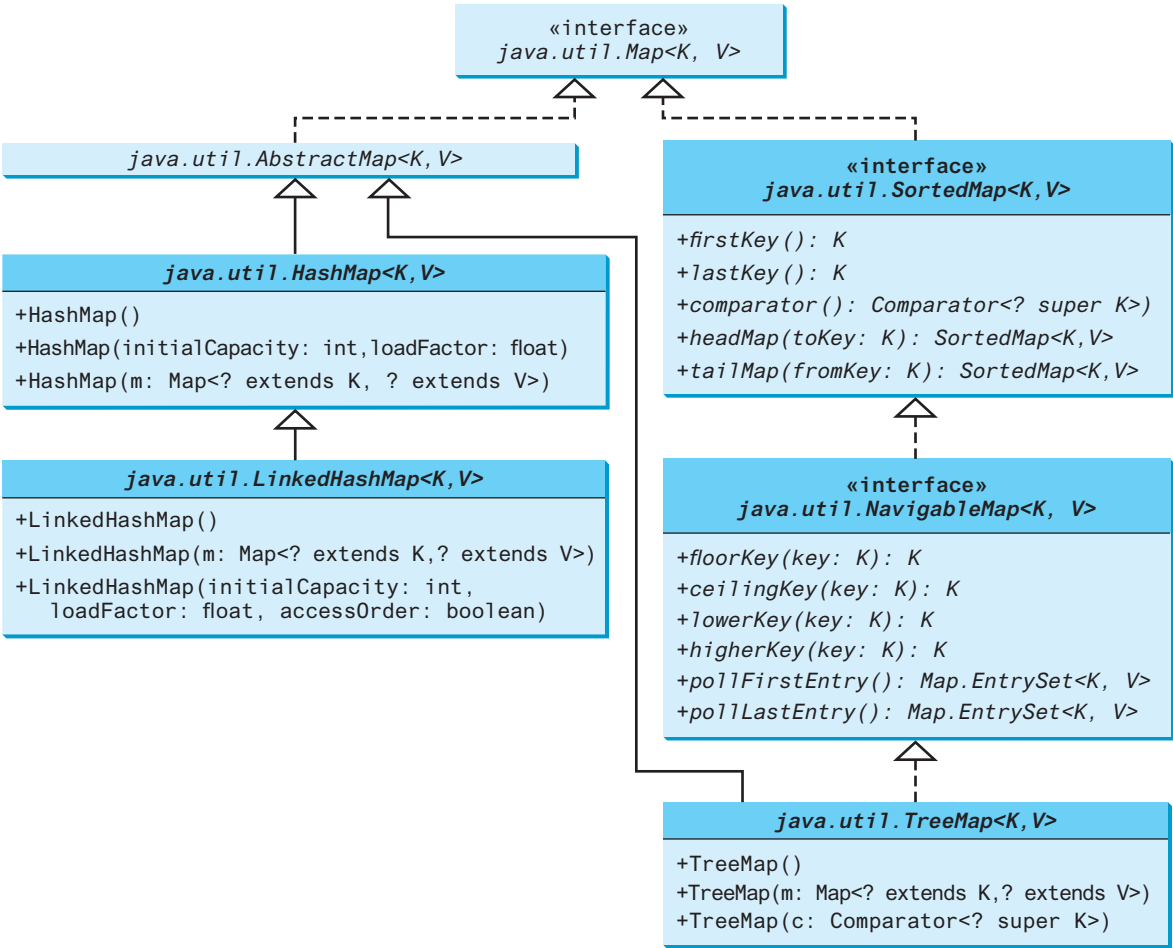 «interface»
java.util.Map<K, V>
java.util.AbstractMap<K,V>
«interface»
java.util.SortedMap<K,V>
+firstKey(): K
+lastKey(): K
+comparator(): Comparator<? super K>)
+headMap(toKey: K): SortedMap<K,V>
+tailMap(fromKey: K): SortedMap<K,V>
java.util.HashMap<K,V>
+HashMap()
+HashMap(initialCapacity: int,loadFactor: float)
+HashMap(m: Map<? extends K, ? extends V>)
java.util.LinkedHashMap<K,V>
+LinkedHashMap()
+LinkedHashMap(m: Map<? extends K,? extends V>)
+LinkedHashMap(initialCapacity: int,
loadFactor: float, accessOrder: boolean)
«interface»
java.util.NavigableMap<K, V>
+floorKey(key: K): K
+ceilingKey(key: K): K
+lowerKey(key: K): K
+higherKey(key: K): K
+pollFirstEntry(): Map.EntrySet<K, V>
+pollLastEntry(): Map.EntrySet<K, V>
java.util.TreeMap<K,V>
+TreeMap()
+TreeMap(m: Map<? extends K,? extends V>)
+TreeMap(c: Comparator<? super K>)